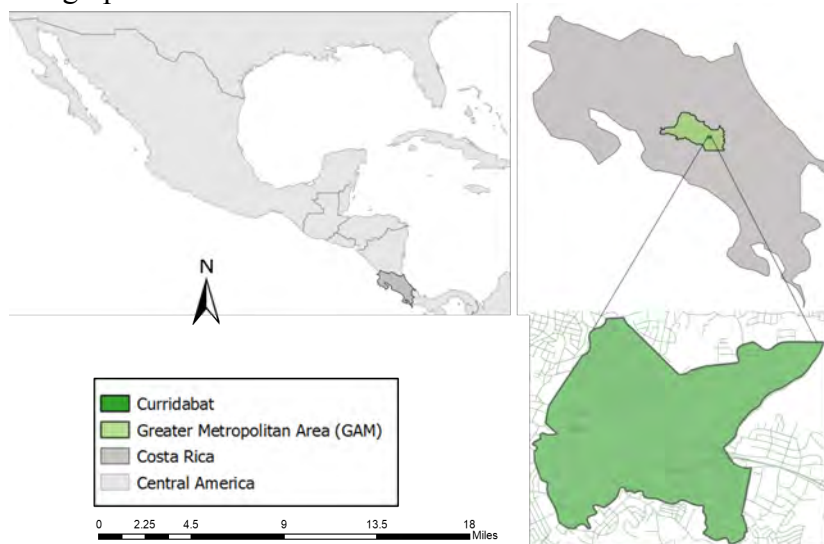 N
Curridabat
Greater Metropolitan Area (GAM)
Costa Rica
Central America
0 2.25 4.5 9 13.5 18
Miles